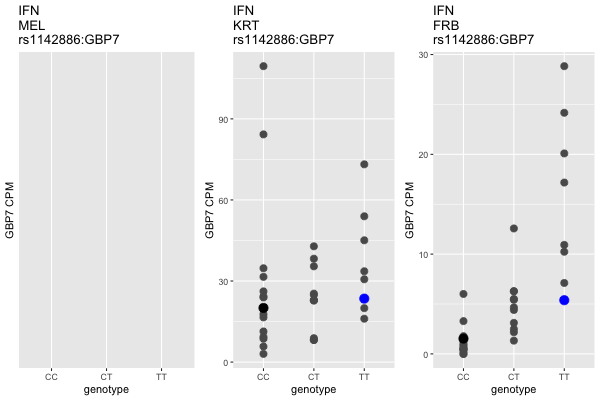 IFN
MEL
rs1142886:GBP7
GBP7 CPM
CC CT TT
genotype
IFN
KRT
rs1142886:GBP7
GBP7 CPM
90
60
30
0
CC CT TT
genotype
IFN
FRB
rs1142886:GBP7
GBP7 CPM
30
20
10
0
CC CT TT
genotype